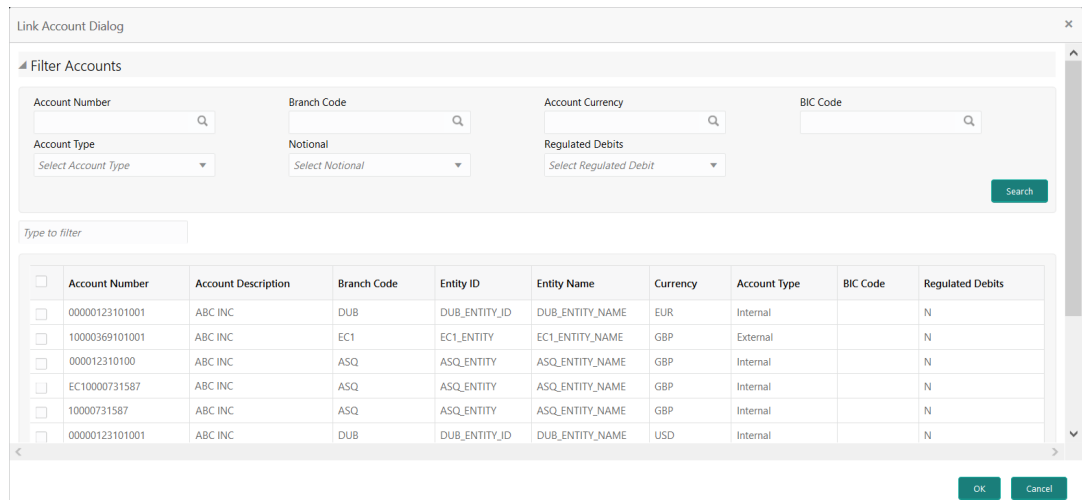 Link Account Dialog
Filter Accounts
Account Number Branch Code Account Currency BIC Code
Account Type Notional Regulated Debits
Select Account Type Select Notional Select Regulated Debit
Search
Type to filter
Account Number Account Description Branch Code Entity ID Entity Name Currency Account Type BIC Code Regulated Debits
00000123101001 ABC INC DUB DUB_ENTITY_ID DUB_ENTITY_NAME EUR Internal N
10000369101001 ABC INC EC1 EC1_ENTITY EC1_ENTITY_NAME GBP External N
000012310100 ABC INC ASQ ASQ_ENTITY ASQ_ENTITY_NAME GBP Internal N
EC10000731587 ABC INC ASQ ASQ_ENTITY ASQ_ENTITY_NAME GBP Internal N
10000731587 ABC INC ASQ ASQ_ENTITY ASQ_ENTITY_NAME GBP Internal N
00000123101001 ABC INC DUB DUB_ENTITY_ID DUB_ENTITY_NAME USD Internal N
OK Cancel